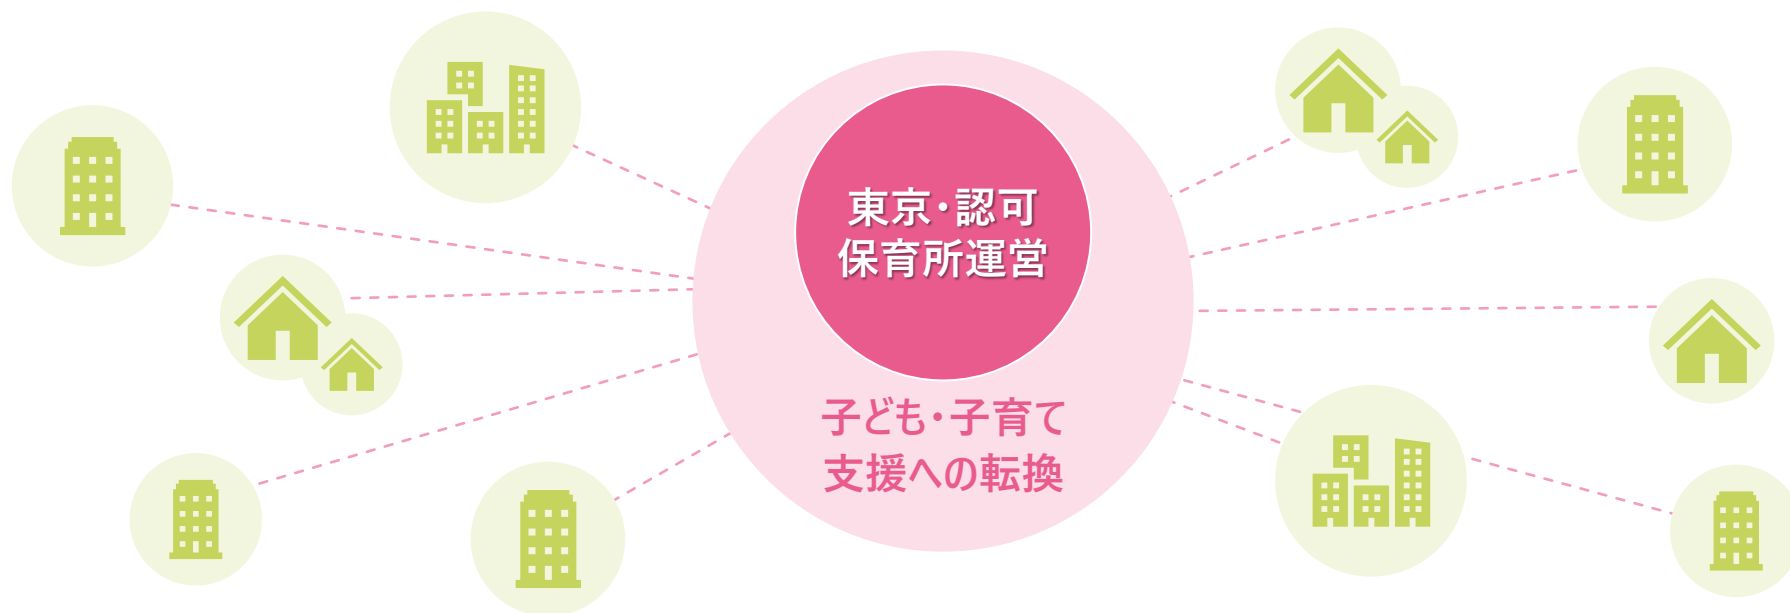 東京・認可
保育所運営
子ども・子育て
支援への転換